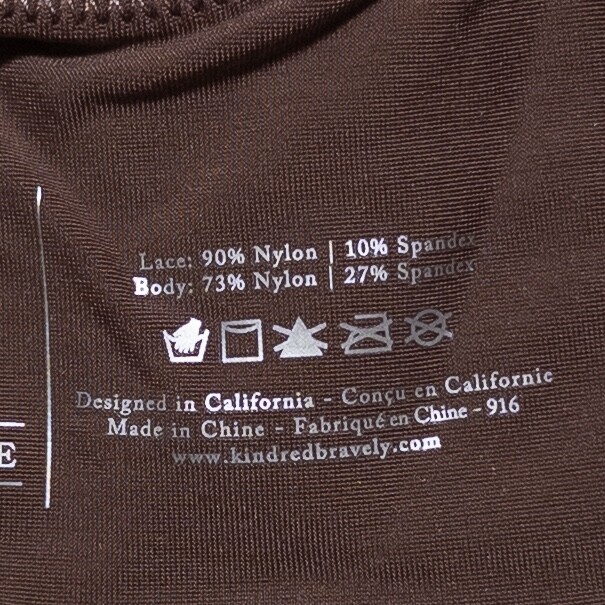 Lace: 90% Nylon | 10% Spandex
Body: 73% Nylon | 27% Spandex
Designed in California - Conçu en Californie
Made in Chine - Fabriqué en Chine - 916
www.kindredbravely.com
E